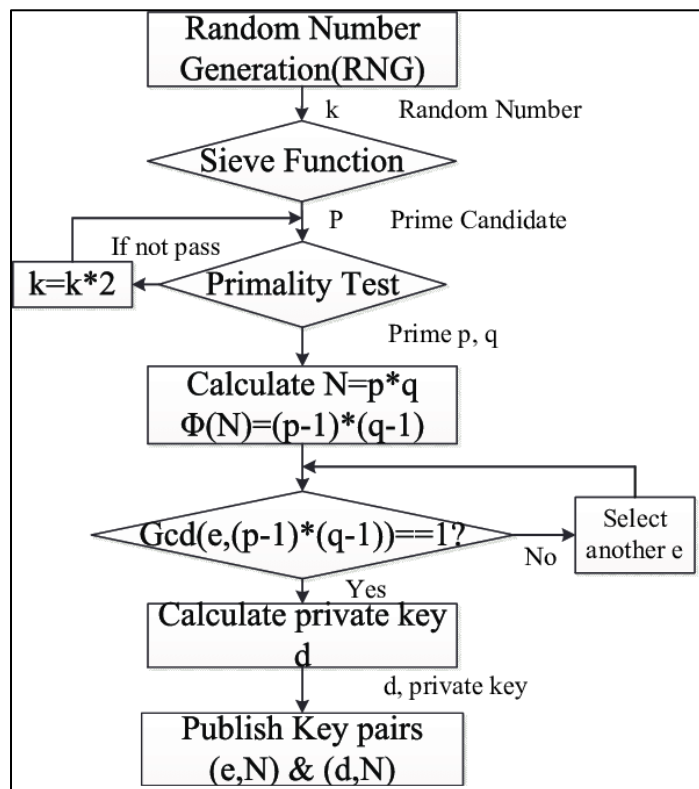 Random Number
Generation(RNG)
k Random Number
Sieve Function
P Prime Candidate
If not pass
k=k*2
Primality Test
Prime p, q
Calculate N=p*q
Φ(N)=(p-1)*(q-1)
Gcd(e,(p-1)*(q-1))==1?
No
Select
another e
Yes
Calculate private key
d
d, private key
Publish Key pairs
(e,N) & (d,N)